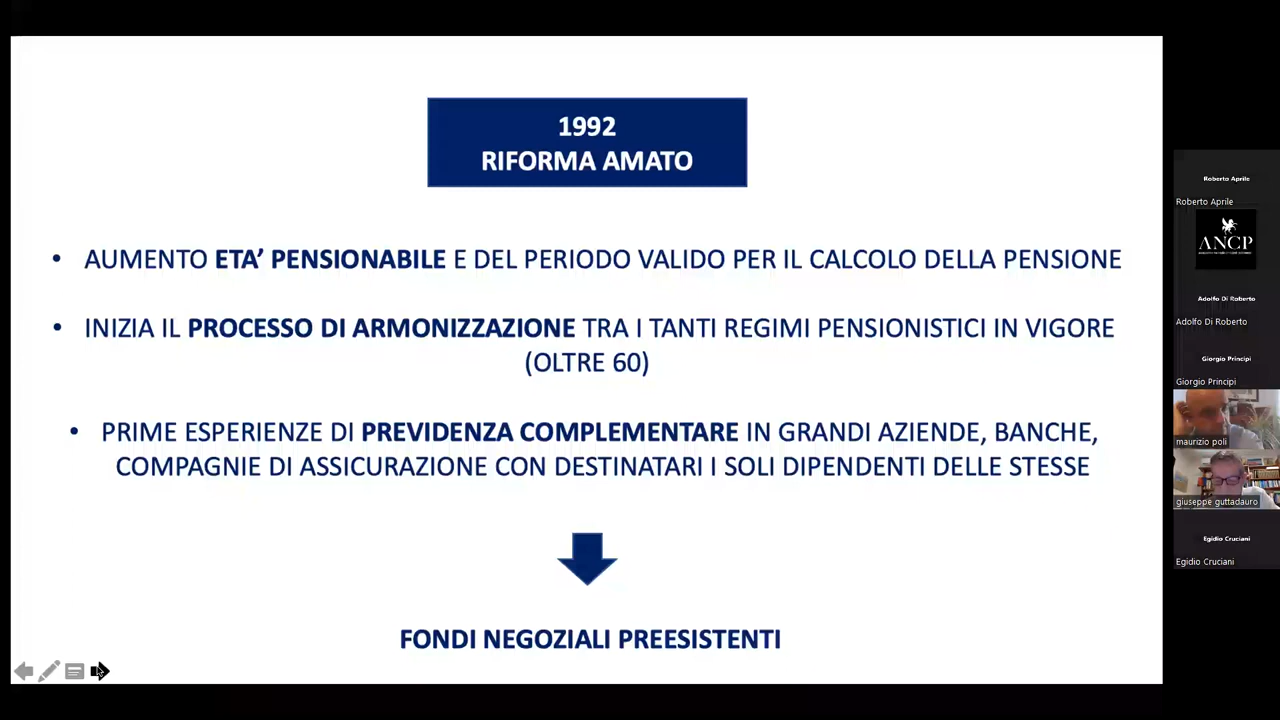 1992
RIFORMA AMATO
• AUMENTO ETA’ PENSIONABILE E DEL PERIODO VALIDO PER IL CALCOLO DELLA PENSIONE
• INIZIA IL PROCESSO DI ARMONIZZAZIONE TRA I TANTI REGIMI PENSIONISTICI IN VIGORE
(OLTRE 60)
• PRIME ESPERIENZE DI PREVIDENZA COMPLEMENTARE IN GRANDI AZIENDE, BANCHE,
COMPAGNIE DI ASSICURAZIONE CON DESTINATARI I SOLI DIPENDENTI DELLE STESSE
FONDI NEGOZIALI PREESISTENTI
Roberto Aprile
Roberto Aprile
ANCP
Adolfo Di Roberto
Adolfo Di Roberto
Giorgio Principi
Giorgio Principi
maurizio poli
giuseppe guttadauro
Egidio Cruciani
Egidio Cruciani